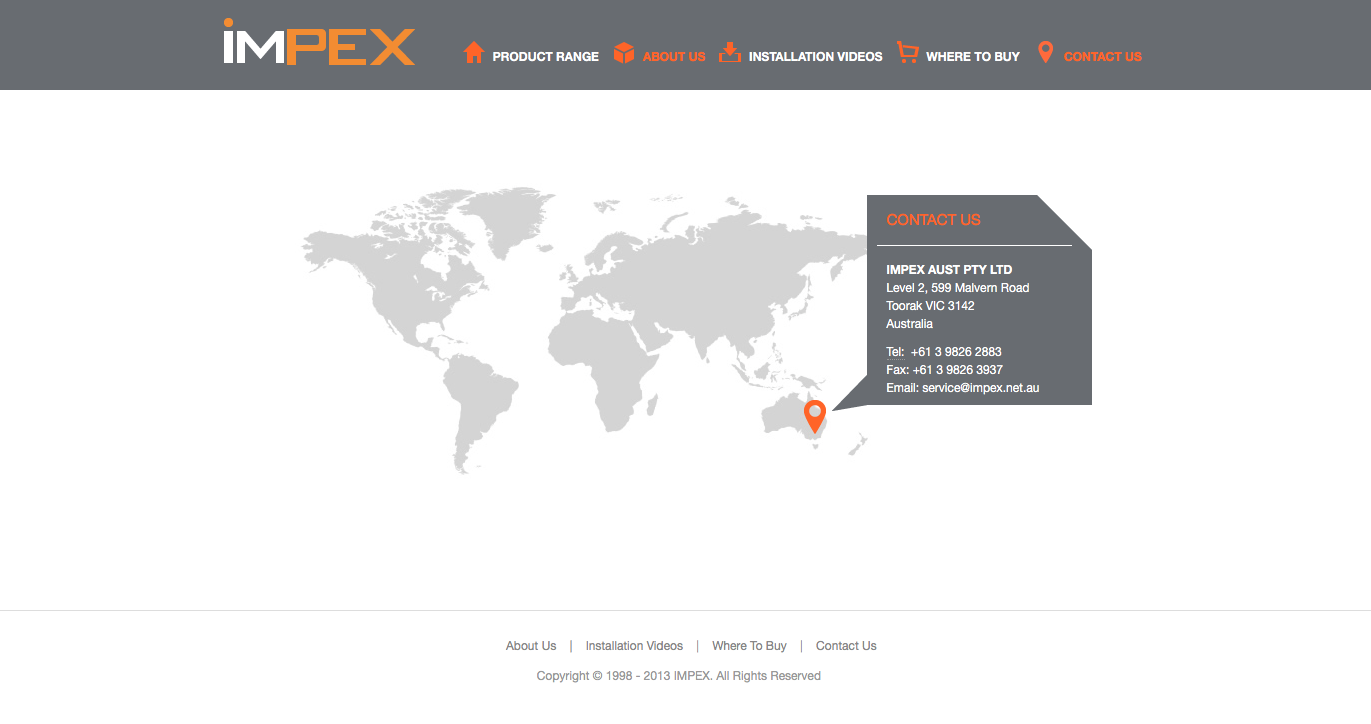 iMPEX
PRODUCT RANGE ABOUT US INSTALLATION VIDEOS WHERE TO BUY CONTACT US
CONTACT US
IMPEX AUST PTY LTD
Level 2, 599 Malvern Road
Toorak VIC 3142
Australia
Tel: +61 3 9826 2883
Fax: +61 3 9826 3937
Email: service@impex.net.au
About Us | Installation Videos | Where To Buy | Contact Us
Copyright © 1998 - 2013 IMPEX. All Rights Reserved